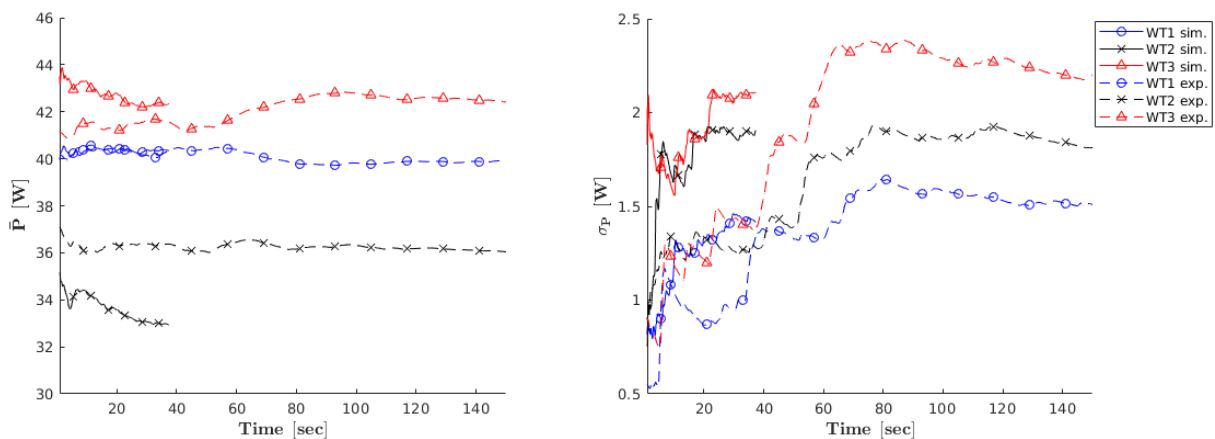 46
44
42
40
38
36
34
32
30
P̄ [W]
20 40 60 80 100 120 140
Time [sec]
2.5
2
1.5
1
0.5
σP [W]
20 40 60 80 100 120 140
Time [sec]
WT1 sim.
WT2 sim.
WT3 sim.
WT1 exp.
WT2 exp.
WT3 exp.